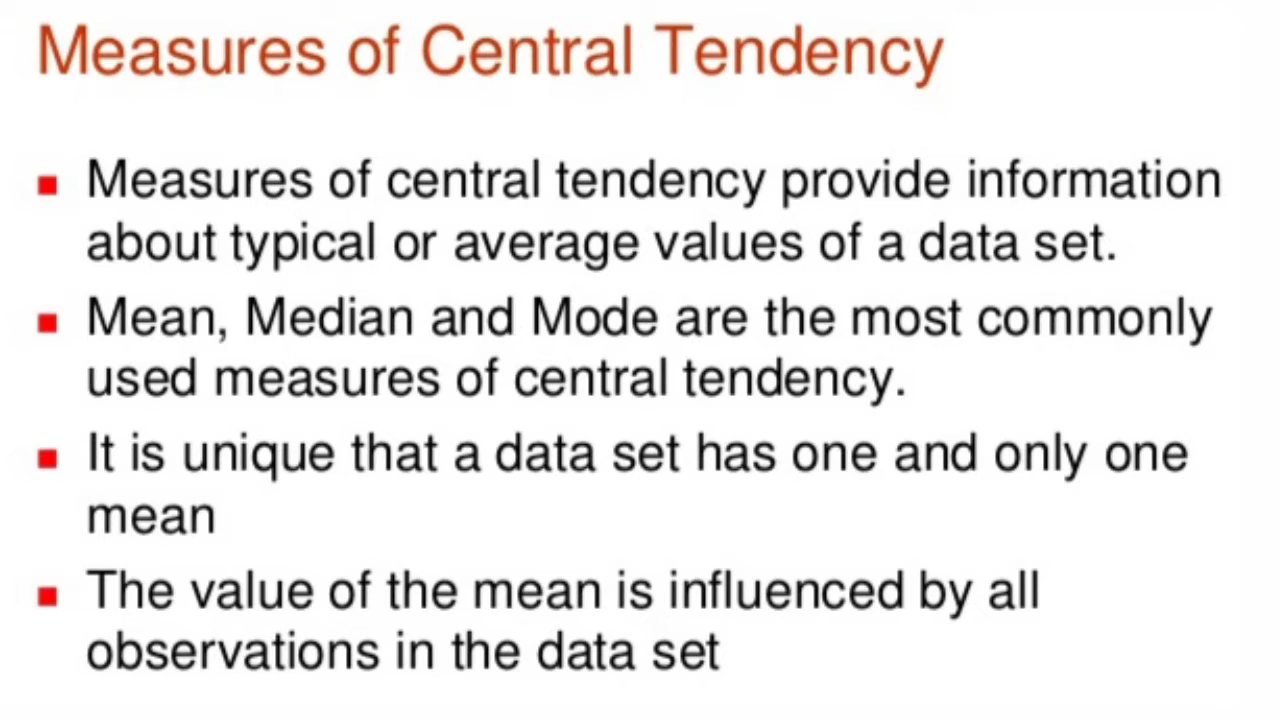 Measures of Central Tendency
Measures of central tendency provide information
about typical or average values of a data set.
Mean, Median and Mode are the most commonly
used measures of central tendency.
It is unique that a data set has one and only one
mean
The value of the mean is influenced by all
observations in the data set